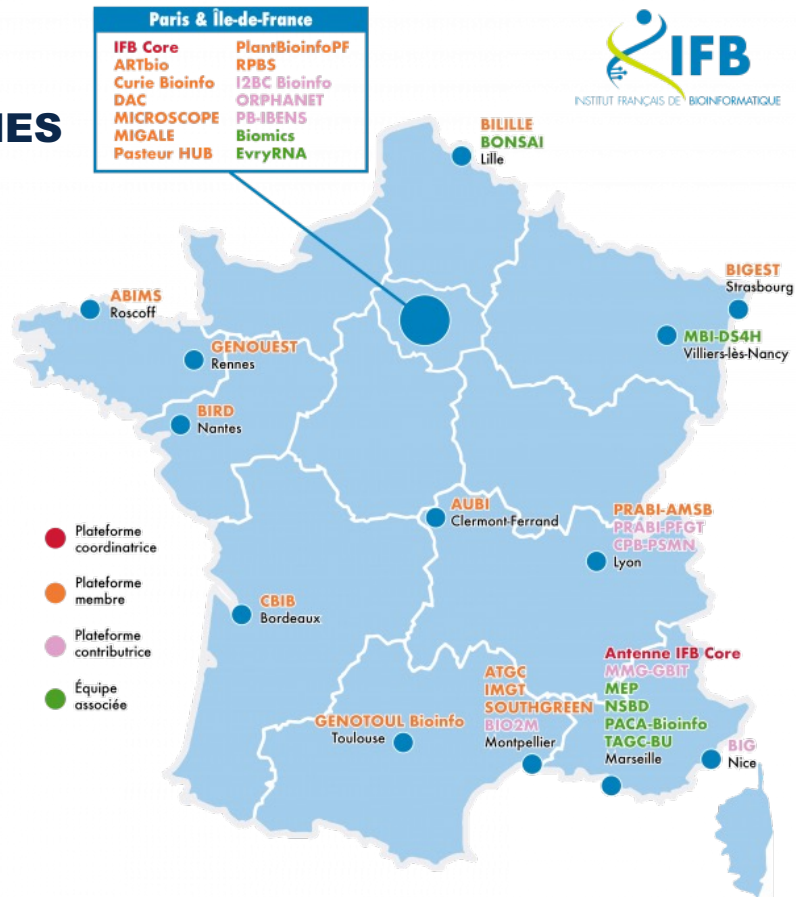 Paris & Île-de-France
IFB Core
ARTbio
Curie Bioinfo
DAC
MICROSCOPE
MIGALE
Pasteur HUB
PlantBioinfoPF
RPBS
I2BC Bioinfo
ORPHANET
PB-IBENS
Biomics
EvryRNA
IFB
INSTITUT FRANÇAIS DE BIOINFORMATIQUE
MES
BILILLE
BONSAI
Lille
BIGEST
Strasbourg
ABIMS
Roscoff
MBI-DS4H
Villiers-lès-Nancy
GENOUEST
Rennes
BIRD
Nantes
AUBI
Clermont-Ferrand
PRABI-AMSB
PRABI-PFGT
CPB-PSMN
Lyon
Plateforme
coordinatrice
Plateforme
membre
Plateforme
contributrice
Équipe
associée
CBIB
Bordeaux
GENOTOUL Bioinfo
Toulouse
ATGC
IMGT
SOUTHGREEN
BIO2M
Montpellier
Antenne IFB Core
MMG-GBIT
MEP
NSBD
PACA-Bioinfo
TAGC-BU
Marseille
BIG
Nice